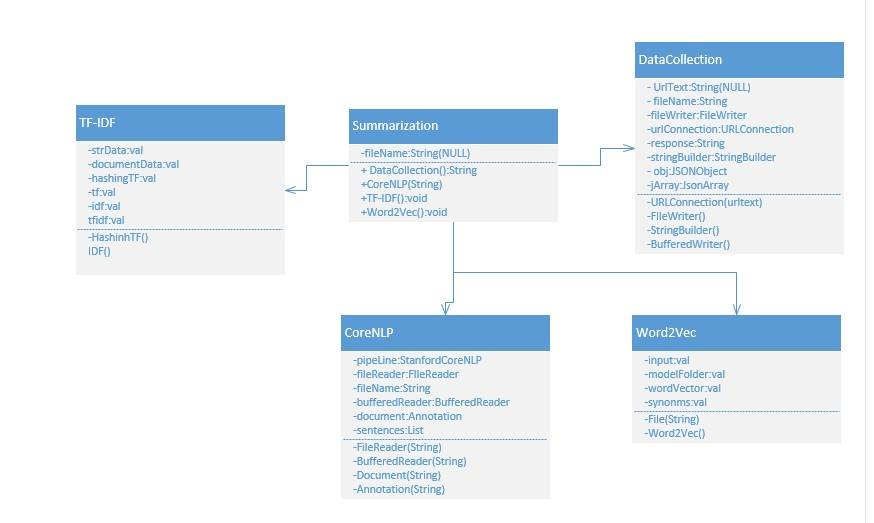 TF-IDF
-strData:val
-documentData:val
-hashingTF:val
-tf:val
-idf:val
tfidf:val
-HashinhTF()
IDF()
Summarization
-fileName:String(NULL)
+ DataCollection():String
+CoreNLP(String)
+TF-IDF():void
+Word2Vec():void
DataCollection
- UrlText:String(NULL)
- fileName:String
-fileWriter:FileWriter
-urlConnection:URLConnection
-response:String
-stringBuilder:StringBuilder
- obj:JSONObject
-jArray:JsonArray
-URLConnection(urltext)
-FileWriter()
-StringBuilder()
-BufferedWriter()
CoreNLP
-pipeLine:StanfordCoreNLP
-fileReader:FIleReader
-fileName:String
-bufferedReader:BufferedReader
-document:Annotation
-sentences:List
-FileReader(String)
-BufferedReader(String)
-Document(String)
-Annotation(String)
Word2Vec
-input:val
-modelFolder:val
-wordVector:val
-synonms:val
-File(String)
-Word2Vec()